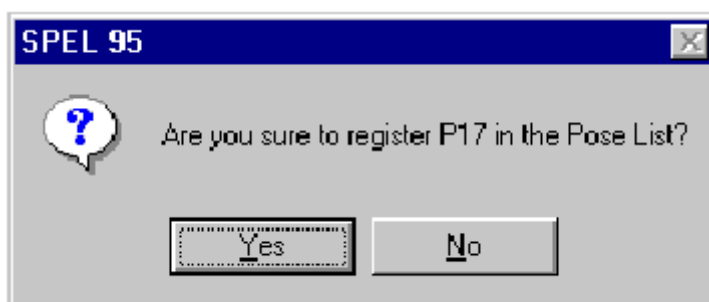 SPEL 95
Are you sure to register P17 in the Pose List?
Yes
No